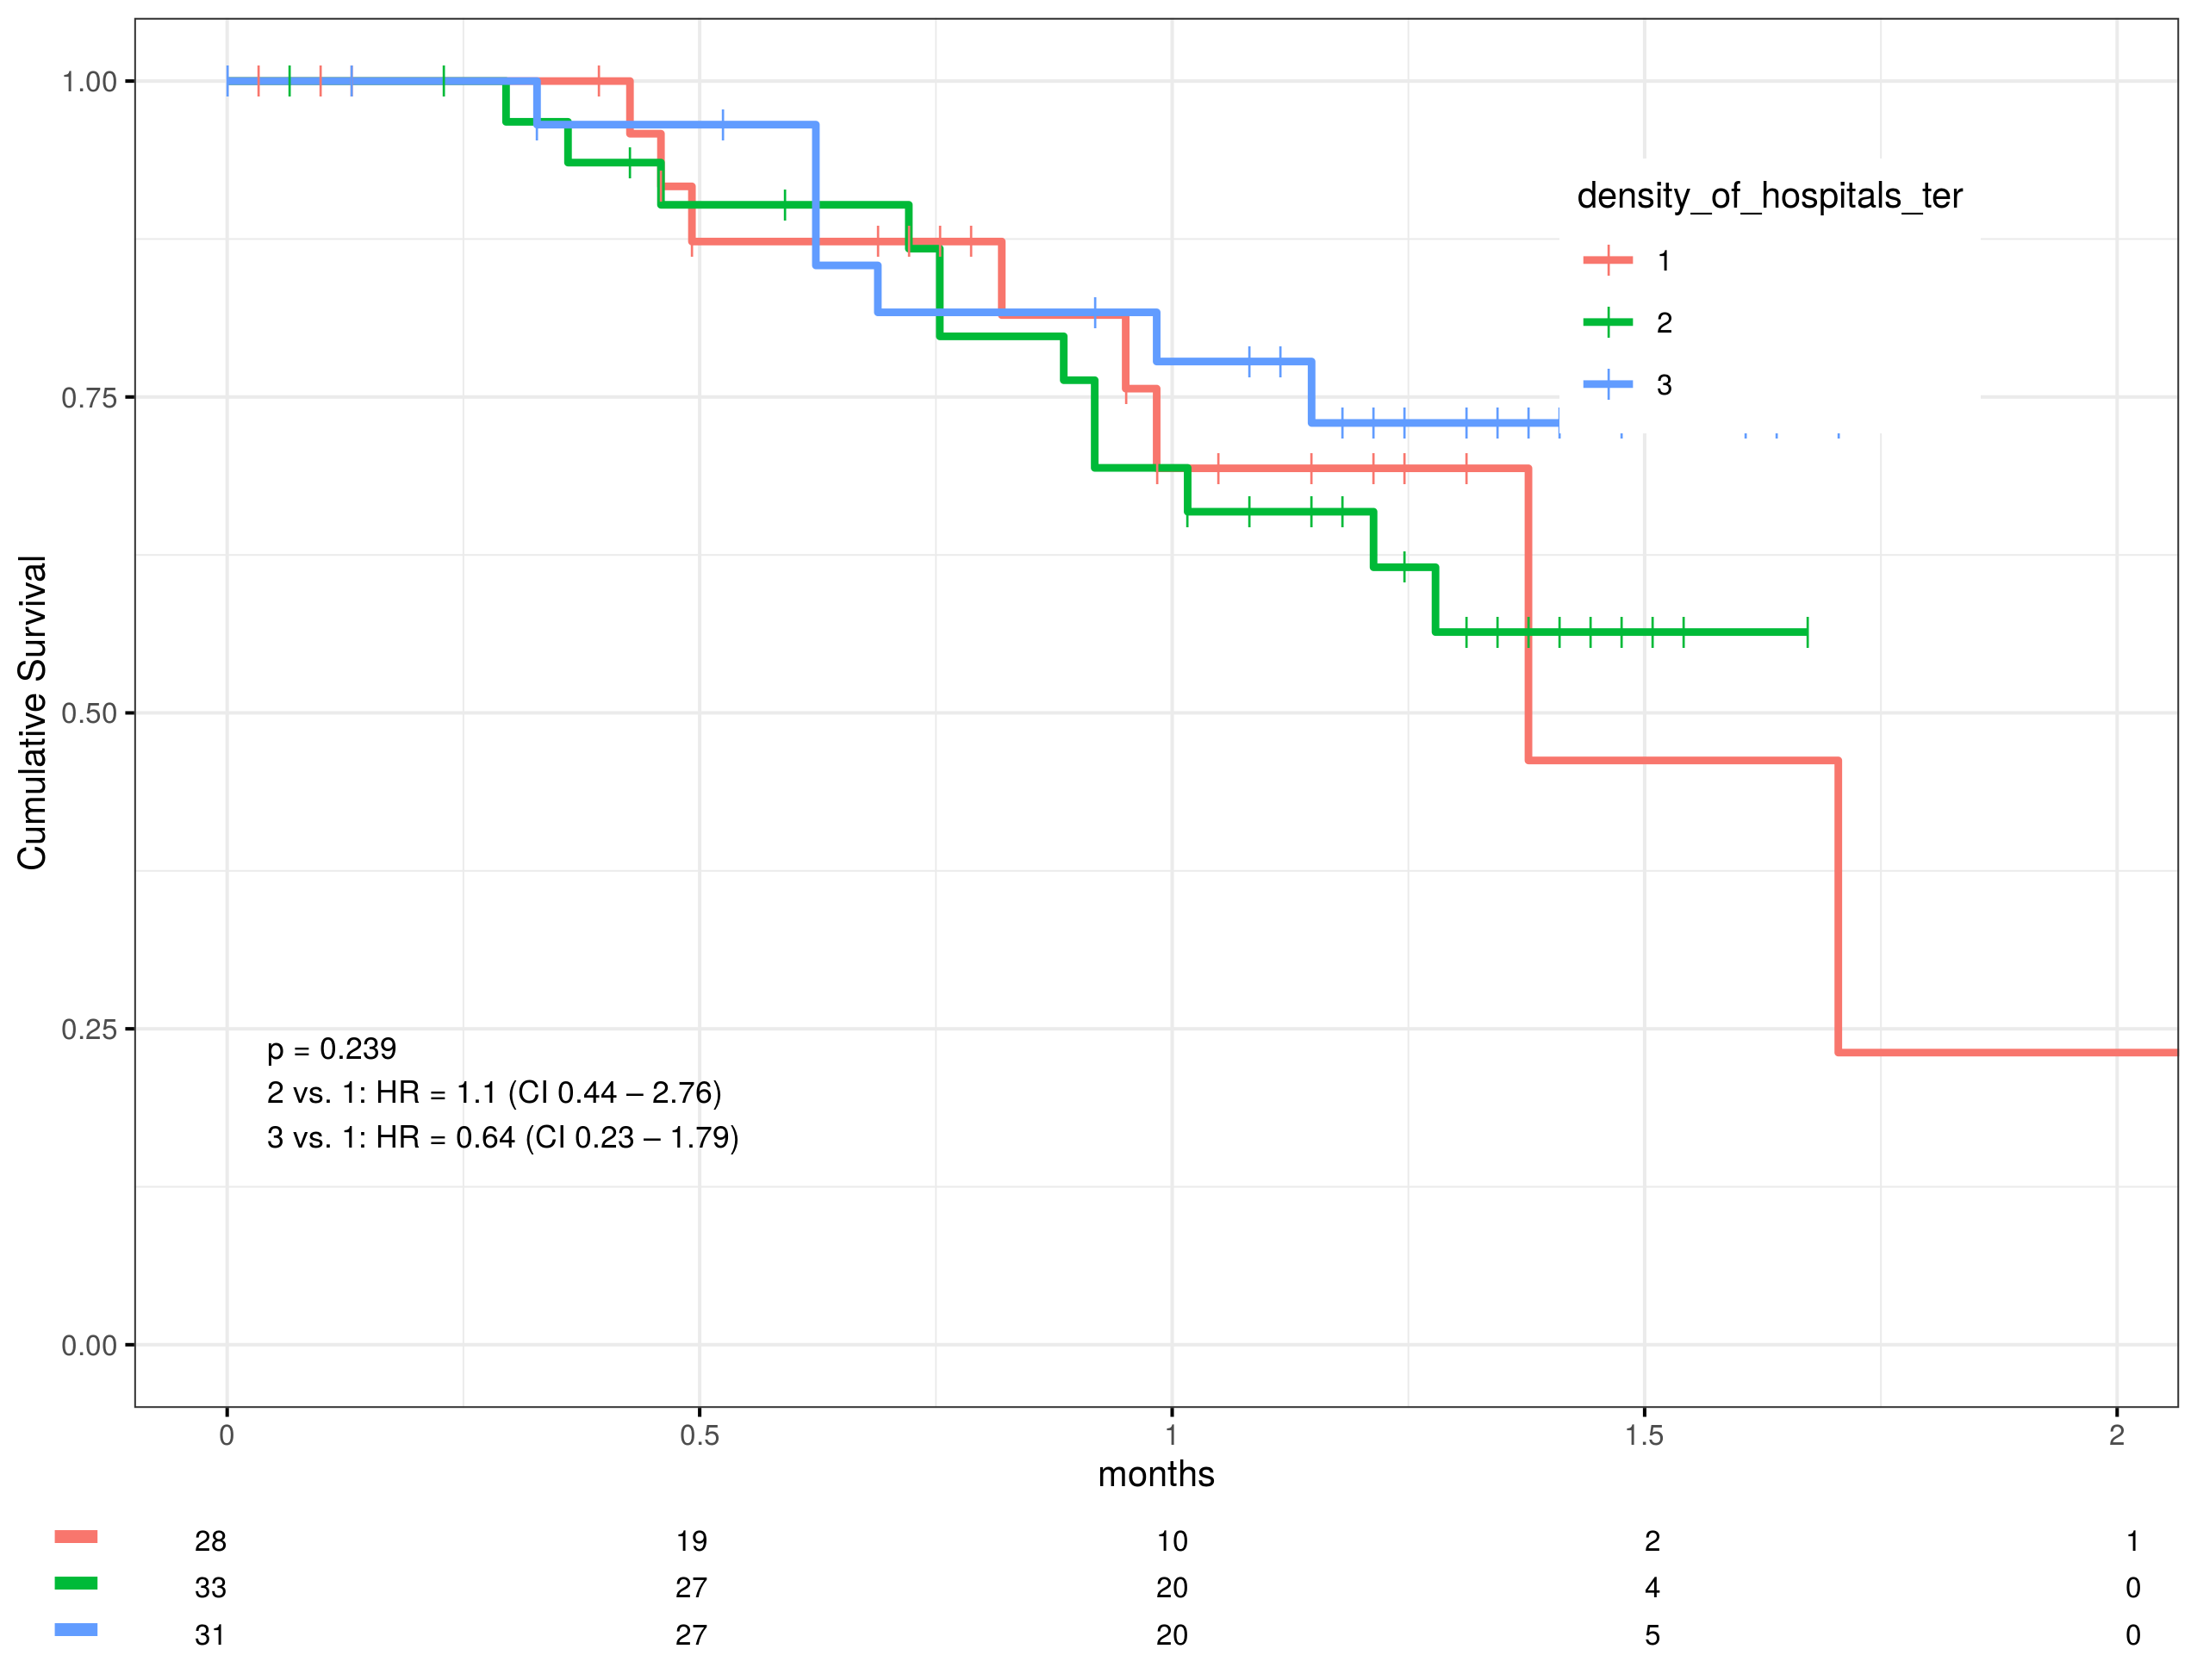 1.00
0.75
0.50
0.25
0.00
Cumulative Survival
density_of_hospitals_ter
1
2
3
p = 0.239
2 vs. 1: HR = 1.1 (CI 0.44 – 2.76)
3 vs. 1: HR = 0.64 (CI 0.23 – 1.79)
0 0.5 1 1.5 2
months
28 19 10 2 1
33 27 20 4 0
31 27 20 5 0